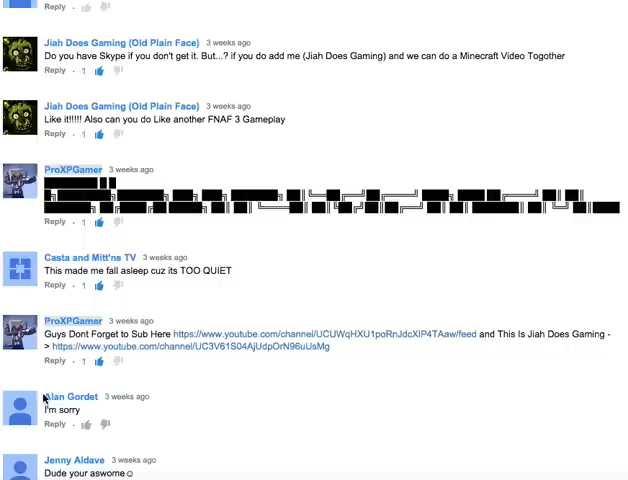 Reply ·
Jiah Does Gaming (Old Plain Face) 3 weeks ago
Do you have Skype if you don't get it. But...? if you do add me (Jiah Does Gaming) and we can do a Minecraft Video Togother
Reply · 1
Jiah Does Gaming (Old Plain Face) 3 weeks ago
Like it!!!!! Also can you do Like another FNAF 3 Gameplay
Reply · 1
ProXPGamer 3 weeks ago
Reply · 1
Casta and Mitt'ns TV 3 weeks ago
This made me fall asleep cuz its TOO QUIET
Reply · 1
ProXPGamer 3 weeks ago
Guys Dont Forget to Sub Here https://www.youtube.com/channel/UCUWqHXU1poRnJdcXlP4TAaw/feed and This Is Jiah Does Gaming -
> https://www.youtube.com/channel/UC3V61S04AjUdpOrN96uUsMg
Reply · 1
Alan Gordet 3 weeks ago
I'm sorry
Reply ·
Jenny Aldave 3 weeks ago
Dude your aswome☺